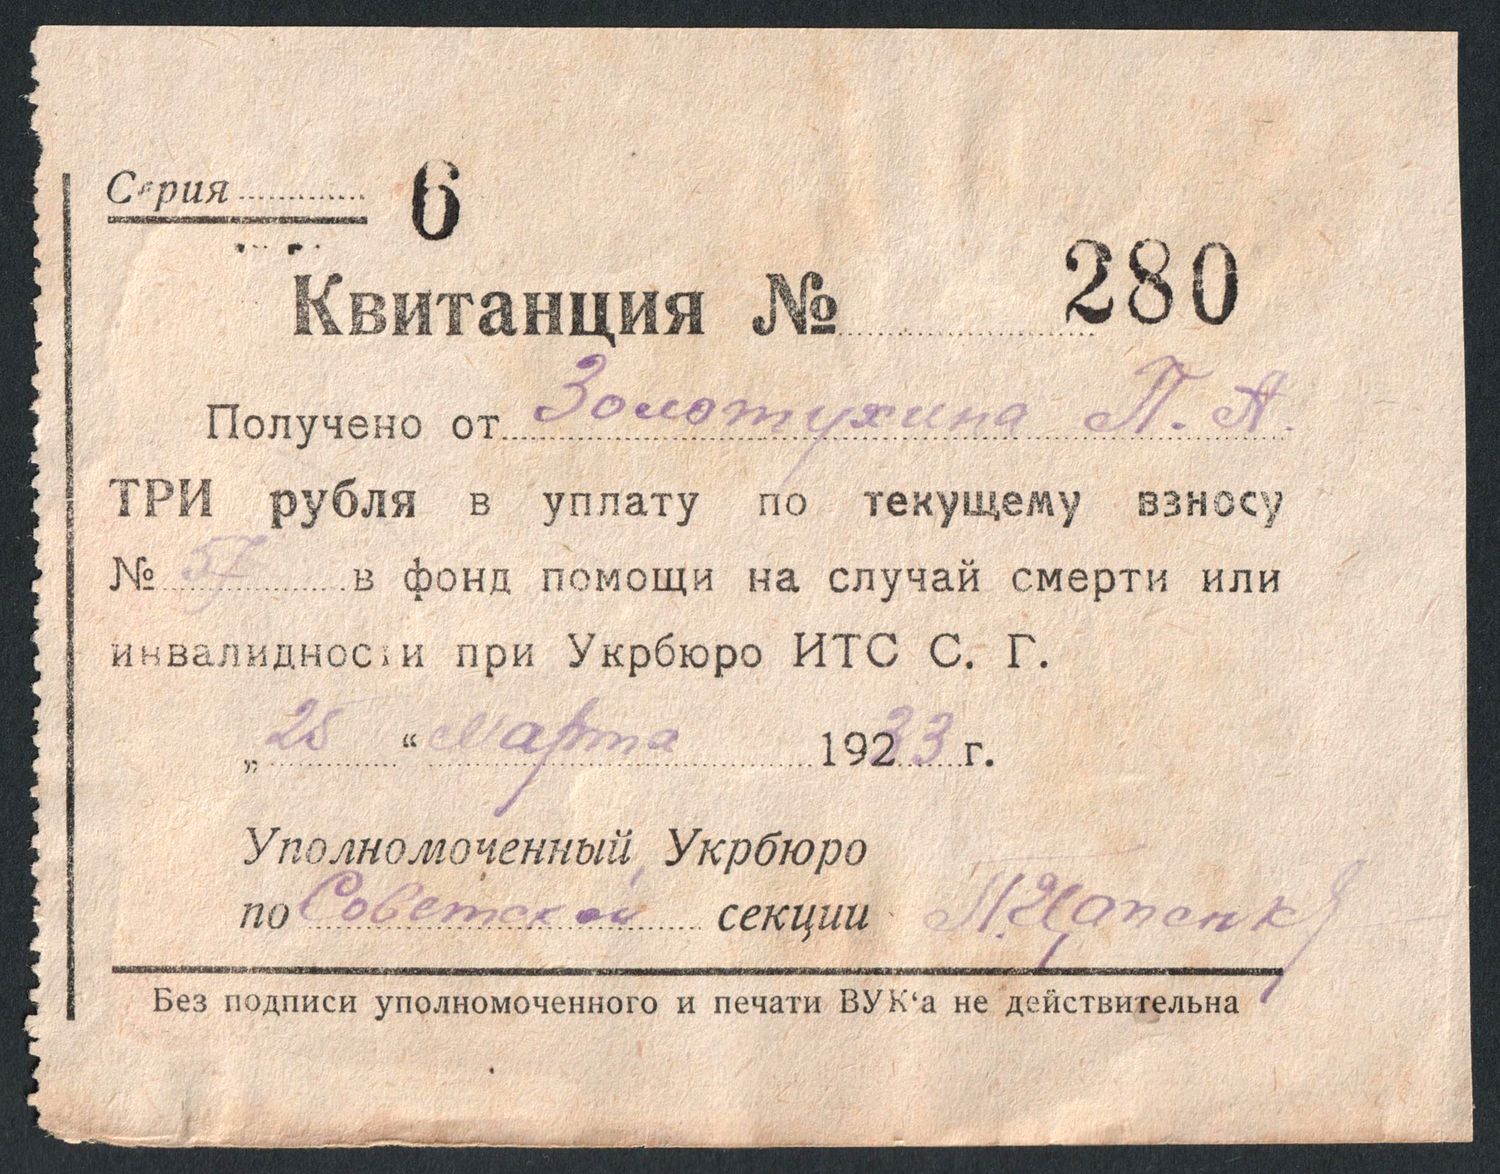 Серия 6
Квитанция № 280
Получено от Золотухина П. А.
ТРИ рубля в уплату по текущему взносу
№ 57 в фонд помощи на случай смерти или
инвалидности при Укрбюро ИТС С. Г.
„ 25 “ Марта 19233 г.
Уполномоченный Укрбюро
по Советской секции П. Цапенко
Без подписи уполномоченного и печати ВУК‘а не действительна